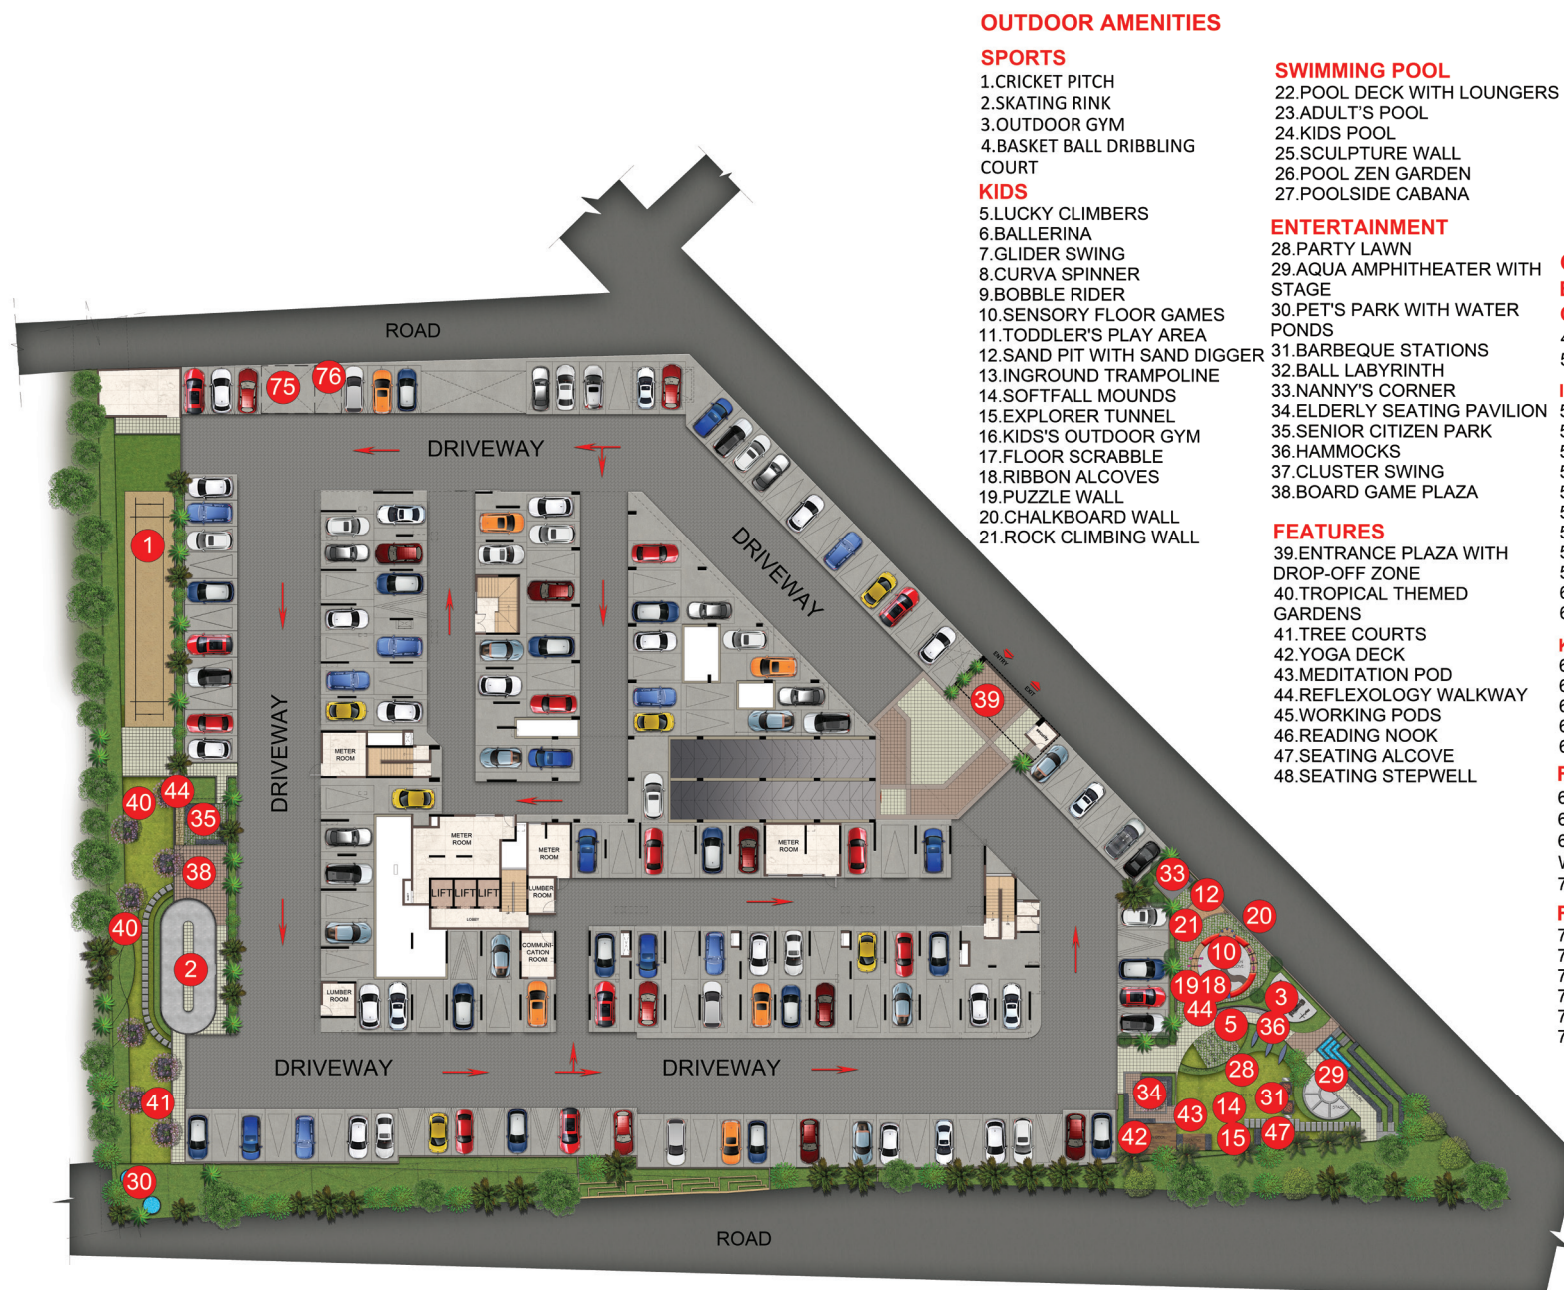 OUTDOOR AMENITIES
SPORTS
1.CRICKET PITCH
2.SKATING RINK
3.OUTDOOR GYM
4.BASKET BALL DRIBBLING
COURT
KIDS
5.LUCKY CLIMBERS
6.BALLERINA
7.GLIDER SWING
8.CURVA SPINNER
9.BOBBLE RIDER
10.SENSORY FLOOR GAMES
11.TODDLER'S PLAY AREA
12.SAND PIT WITH SAND DIGGER
13.INGROUND TRAMPOLINE
14.SOFTFALL MOUNDS
15.EXPLORER TUNNEL
16.KIDS'S OUTDOOR GYM
17.FLOOR SCRABBLE
18.RIBBON ALCOVES
19.PUZZLE WALL
20.CHALKBOARD WALL
21.ROCK CLIMBING WALL
SWIMMING POOL
22.POOL DECK WITH LOUNGERS
23.ADULT'S POOL
24.KIDS POOL
25.SCULPTURE WALL
26.POOL ZEN GARDEN
27.POOLSIDE CABANA
ENTERTAINMENT
28.PARTY LAWN
29.AQUA AMPHITHEATER WITH
STAGE
30.PET'S PARK WITH WATER
PONDS
31.BARBEQUE STATIONS
32.BALL LABYRINTH
33.NANNY'S CORNER
34.ELDERLY SEATING PAVILION
35.SENIOR CITIZEN PARK
36.HAMMOCKS
37.CLUSTER SWING
38.BOARD GAME PLAZA
FEATURES
39.ENTRANCE PLAZA WITH
DROP-OFF ZONE
40.TROPICAL THEMED
GARDENS
41.TREE COURTS
42.YOGA DECK
43.MEDITATION POD
44.REFLEXOLOGY WALKWAY
45.WORKING PODS
46.READING NOOK
47.SEATING ALCOVE
48.SEATING STEPWELL
ROAD
75
76
DRIVEWAY
1
DRIVEWAY
DRIVEWAY
ENTRY
EXIT
39
METER
ROOM
40
44
35
38
40
2
41
30
METER
ROOM
METER
ROOM
METER
ROOM
LIFT LIFT LIFT
LUMBER
ROOM
LOBBY
COMMUNI-
CATION
ROOM
LUMBER
ROOM
33
12
20
21
10
19 18
3
44
5
36
28
29
34
31
14
43
42
15
47
DRIVEWAY
DRIVEWAY
ROAD